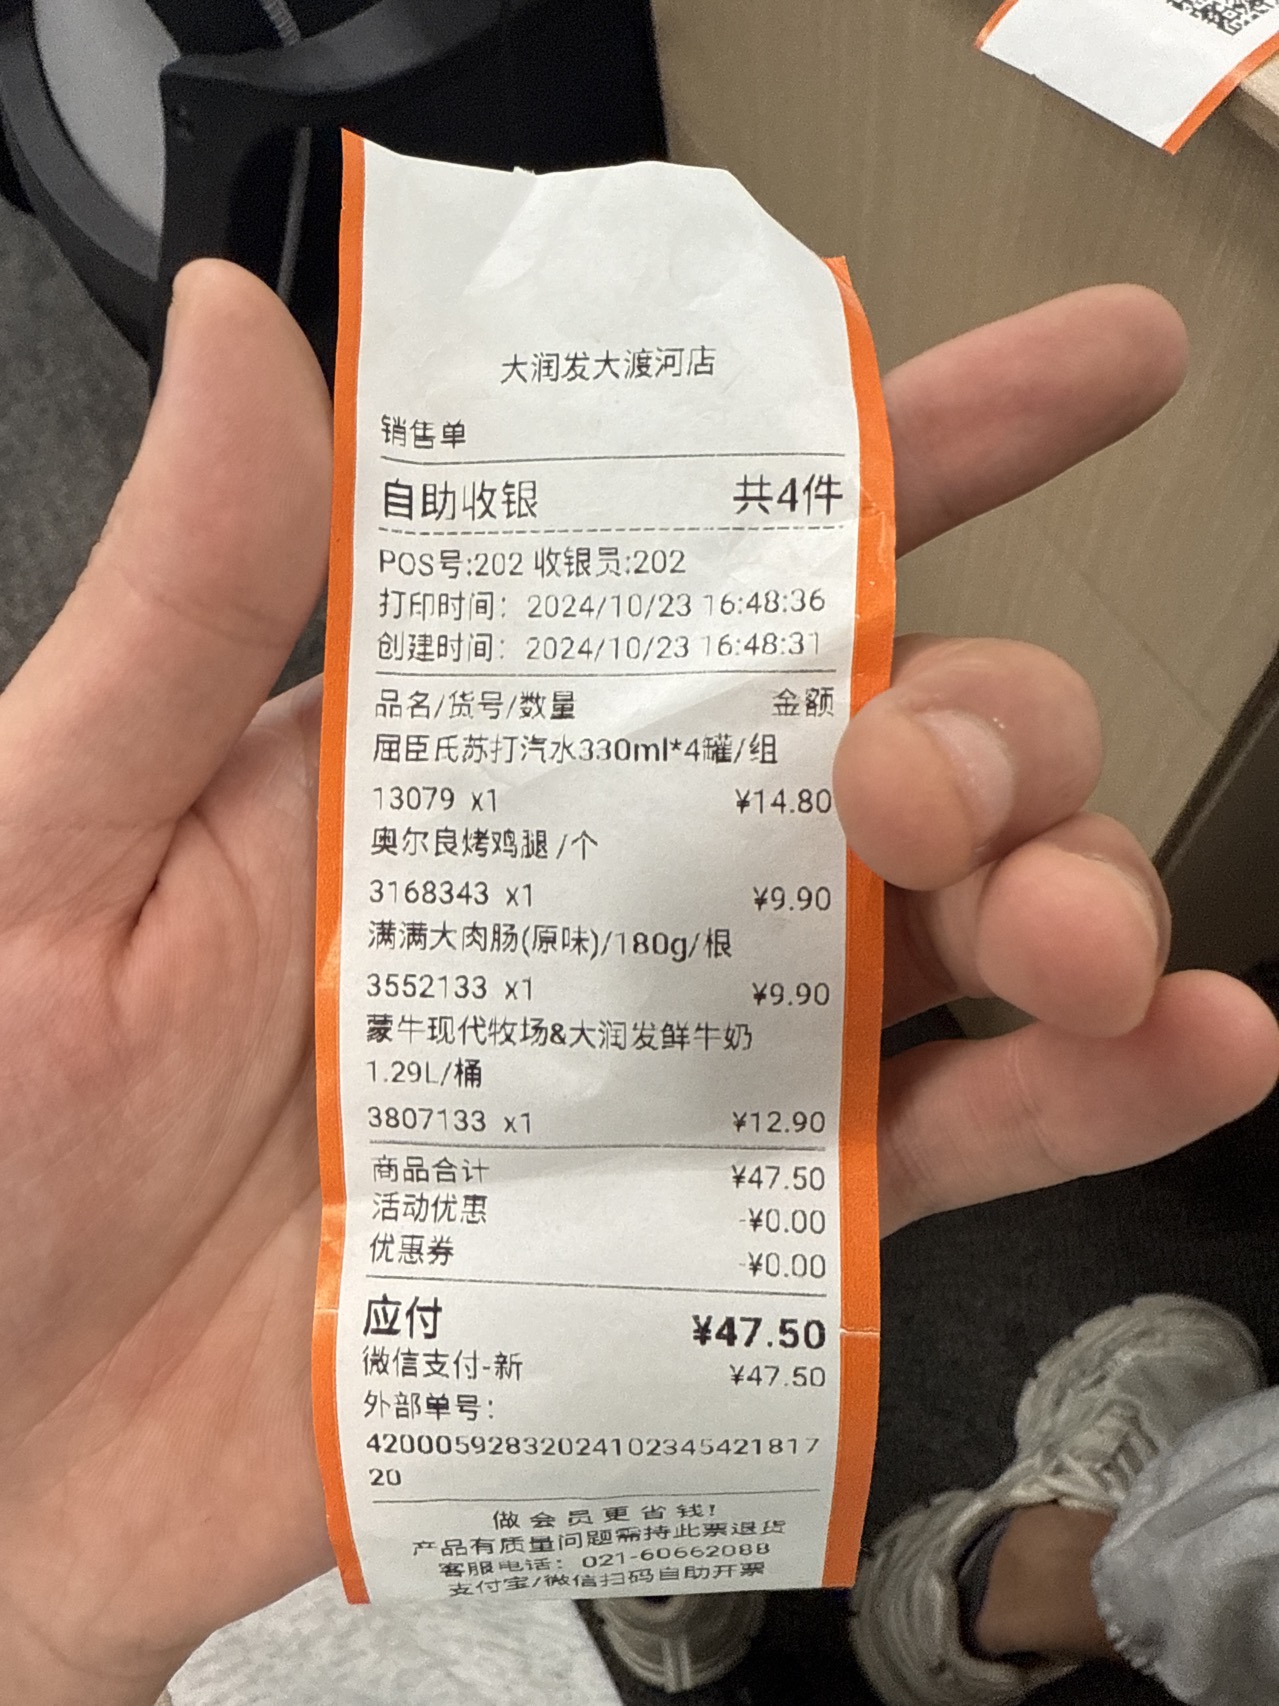 大润发大渡河店
销售单
自助收银 共4件
POS号:202 收银员:202
打印时间： 2024/10/23 16:48:36
创建时间： 2024/10/23 16:48:31
品名/货号/数量 金额
屈臣氏苏打汽水330ml*4罐/组
13079 x1 ¥14.80
奥尔良烤鸡腿 /个
3168343 x1 ¥9.90
满满大肉肠(原味)/180g/根
3552133 x1 ¥9.90
蒙牛现代牧场&大润发鲜牛奶
1.29L/桶
3807133 x1 ¥12.90
商品合计 ¥47.50
活动优惠 -¥0.00
优惠券 -¥0.00
应付 ¥47.50
微信支付-新 ¥47.50
外部单号：
42000592832024102345421817
20
做会员更省钱!
产品有质量问题需持此票退货
客服电话： 021-60662088
支付宝/微信扫码自助开票